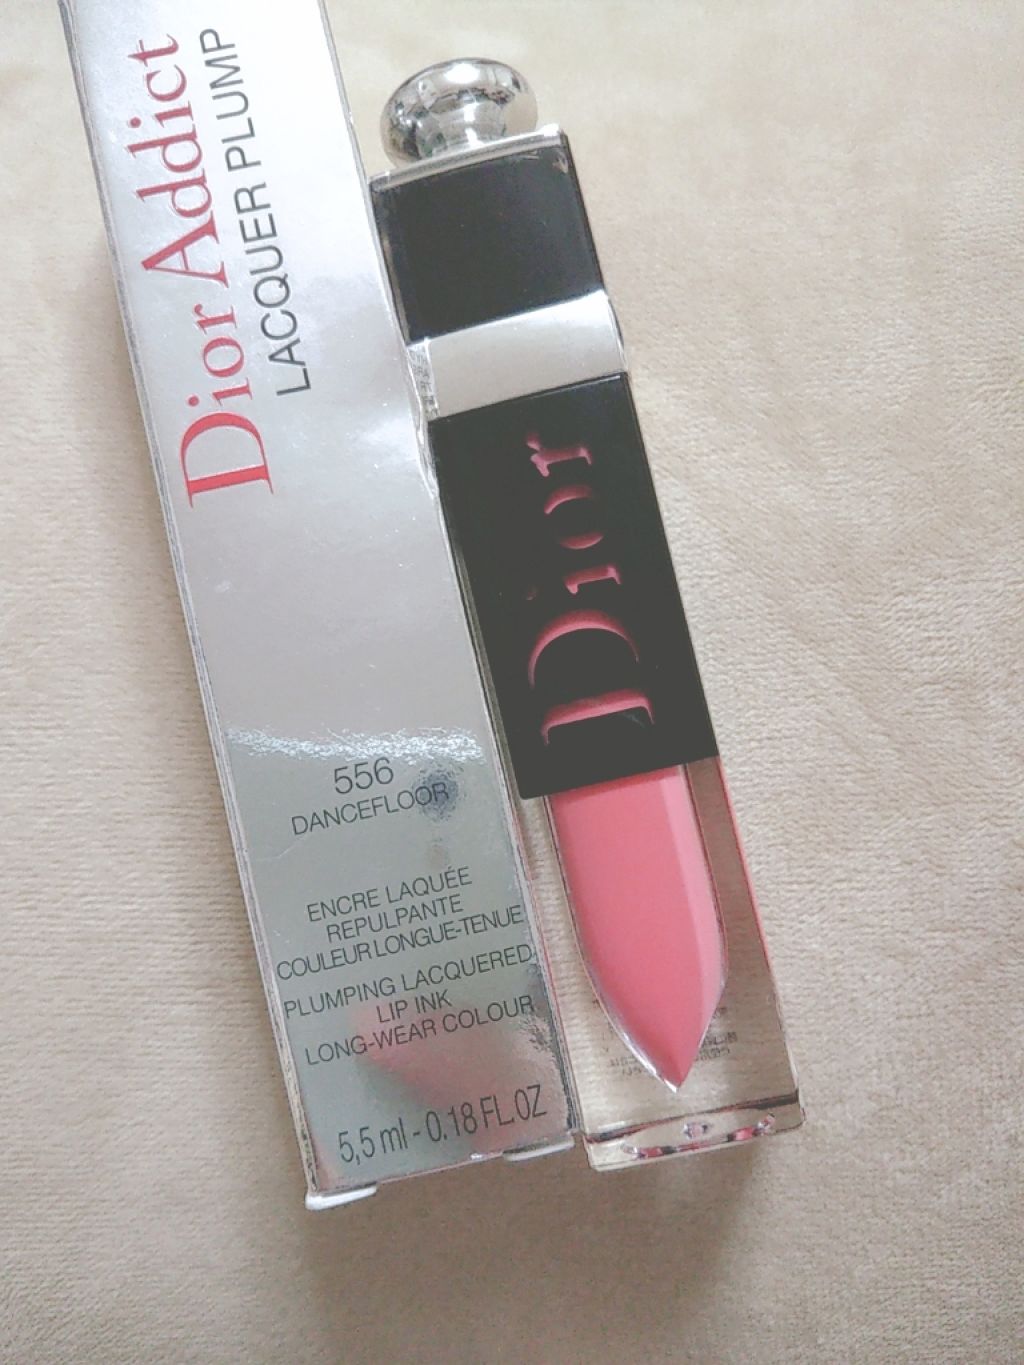 Dior Addict
LACQUER PLUMP
556
DANCEFLOOR
ENCRE LAQUÉE
REPULPANTE
COULEUR LONGUE-TENUE
PLUMPING LACQUERED
LIP INK
LONG-WEAR COLOUR
5,5 ml - 0.18 FL.OZ
Dior